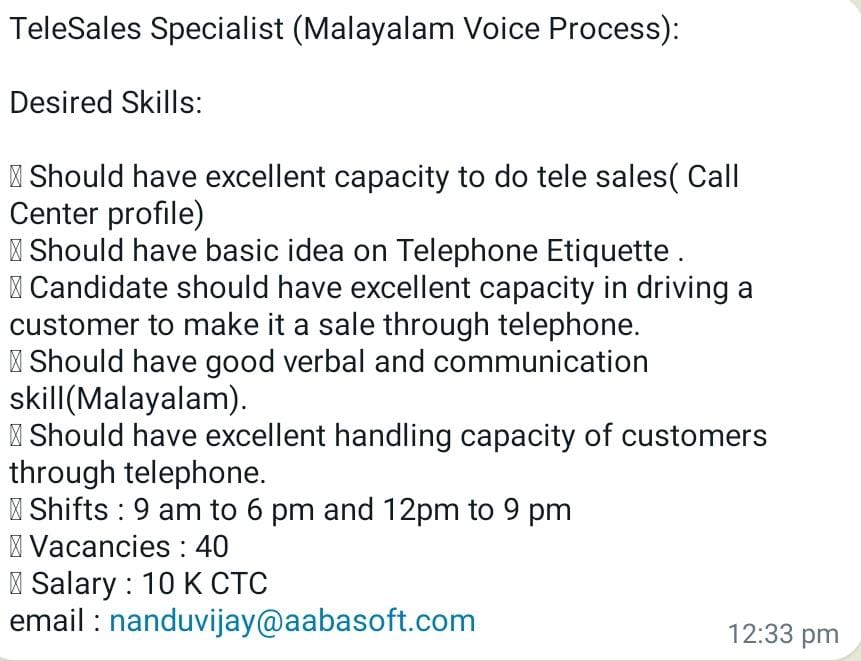 TeleSales Specialist (Malayalam Voice Process):
Desired Skills:
Should have excellent capacity to do tele sales( Call
Center profile)
Should have basic idea on Telephone Etiquette .
Candidate should have excellent capacity in driving a
customer to make it a sale through telephone.
Should have good verbal and communication
skill(Malayalam).
Should have excellent handling capacity of customers
through telephone.
Shifts : 9 am to 6 pm and 12pm to 9 pm
Vacancies : 40
Salary : 10 K CTC
email : nanduvijay@aabasoft.com
12:33 pm